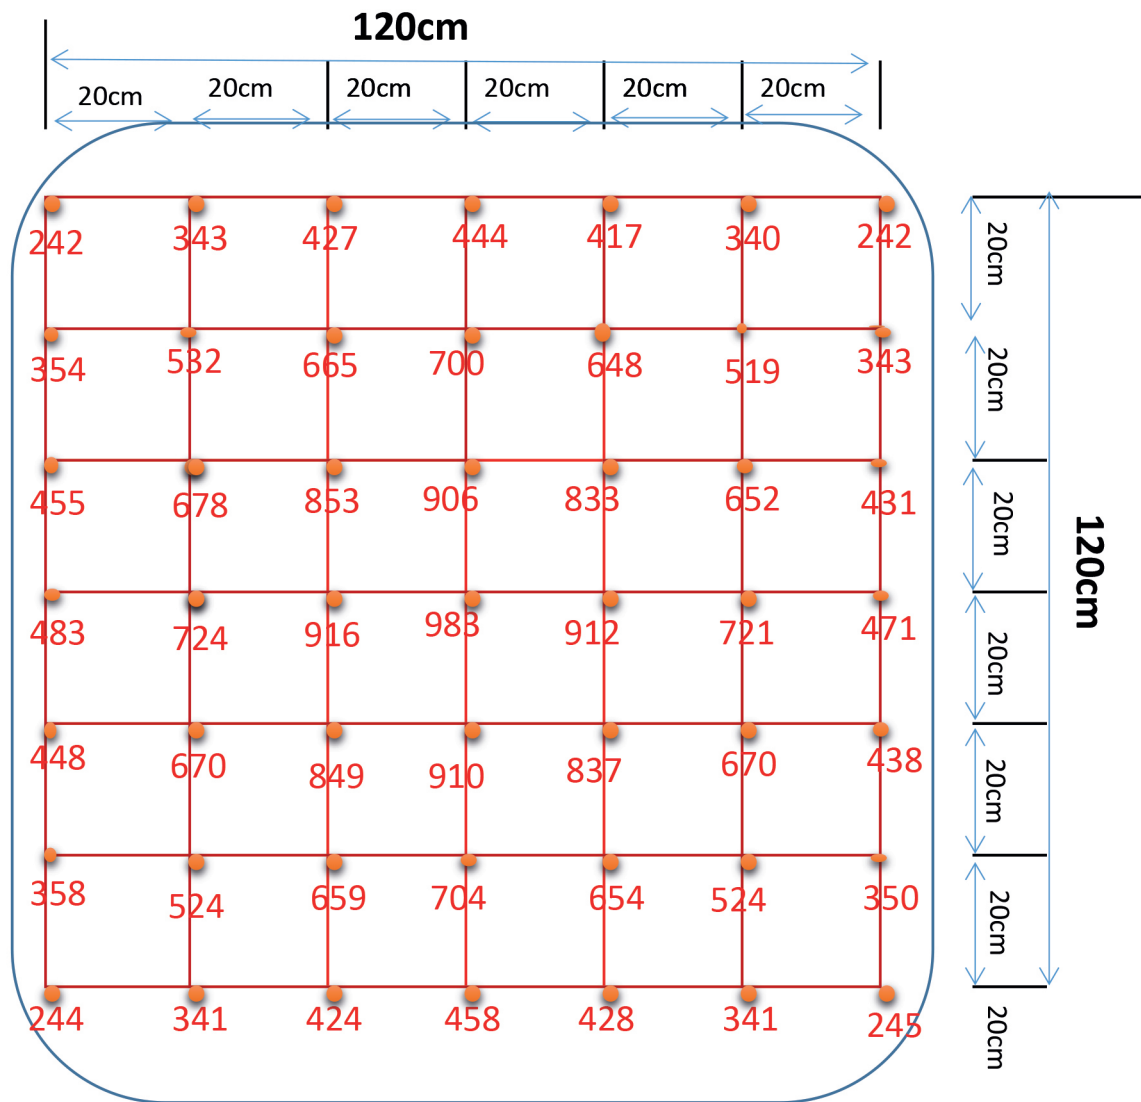 120cm
20cm 20cm 20cm 20cm 20cm 20cm
242 343 427 444 417 340 242
20cm
354 532 665 700 648 519 343
20cm
455 678 853 906 833 652 431
20cm
120cm
483 724 916 983 912 721 471
20cm
448 670 849 910 837 670 438
20cm
358 524 659 704 654 524 350
20cm
244 341 424 458 428 341 245
20cm